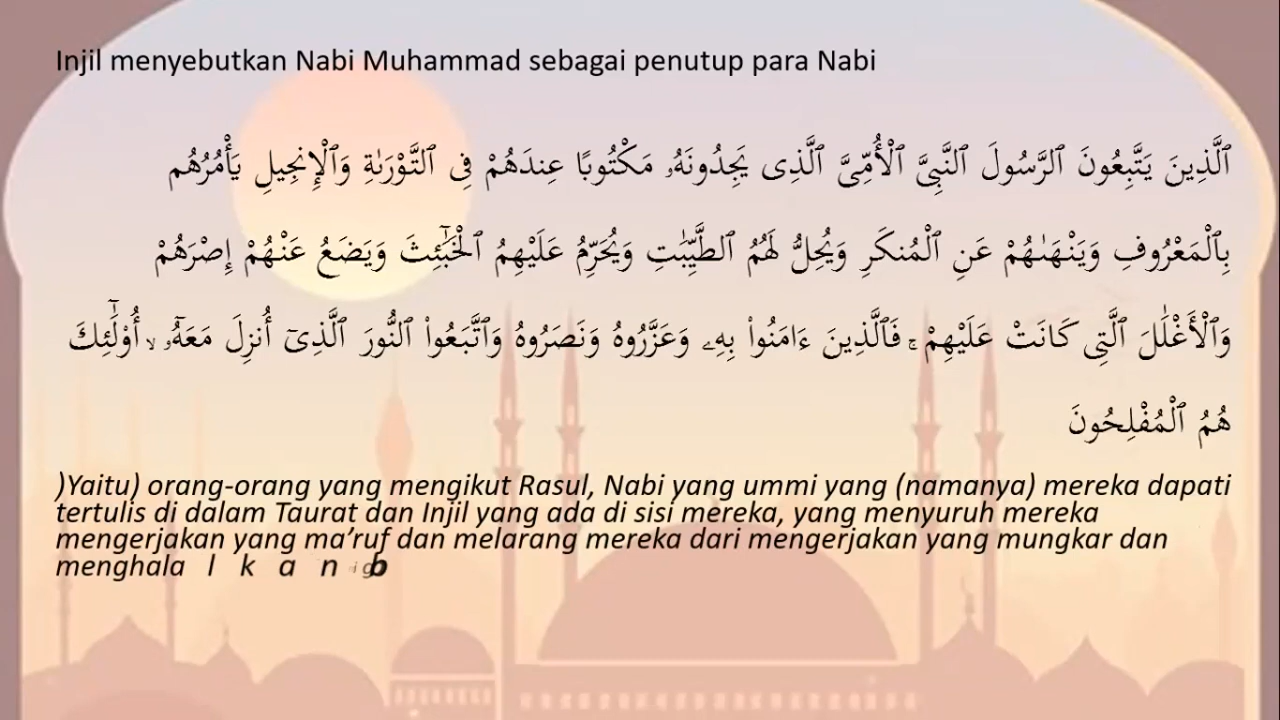 Injil menyebutkan Nabi Muhammad sebagai penutup para Nabi
ٱلَّذِينَ يَتَّبِعُونَ ٱلرَّسُولَ ٱلنَّبِىَّ ٱلْأُمِّىَّ ٱلَّذِى يَجِدُونَهُۥ مَكْتُوبًا عِندَهُمْ فِى ٱلتَّوْرَىٰةِ وَٱلْإِنجِيلِ يَأْمُرُهُم
بِٱلْمَعْرُوفِ وَيَنْهَىٰهُمْ عَنِ ٱلْمُنكَرِ وَيُحِلُّ لَهُمُ ٱلطَّيِّبَٰتِ وَيُحَرِّمُ عَلَيْهِمُ ٱلْخَبَٰٓئِثَ وَيَضَعُ عَنْهُمْ إِصْرَهُمْ
وَٱلْأَغْلَٰلَ ٱلَّتِى كَانَتْ عَلَيْهِمْ ۚ فَٱلَّذِينَ ءَامَنُوا۟ بِهِۦ وَعَزَّرُوهُ وَنَصَرُوهُ وَٱتَّبَعُوا۟ ٱلنُّورَ ٱلَّذِىٓ أُنزِلَ مَعَهُۥٓ ۙ أُو۟لَٰٓئِكَ
هُمُ ٱلْمُفْلِحُونَ
)Yaitu) orang-orang yang mengikut Rasul, Nabi yang ummi yang (namanya) mereka dapati
tertulis di dalam Taurat dan Injil yang ada di sisi mereka, yang menyuruh mereka
mengerjakan yang ma’ruf dan melarang mereka dari mengerjakan yang mungkar dan
menghala l k a n